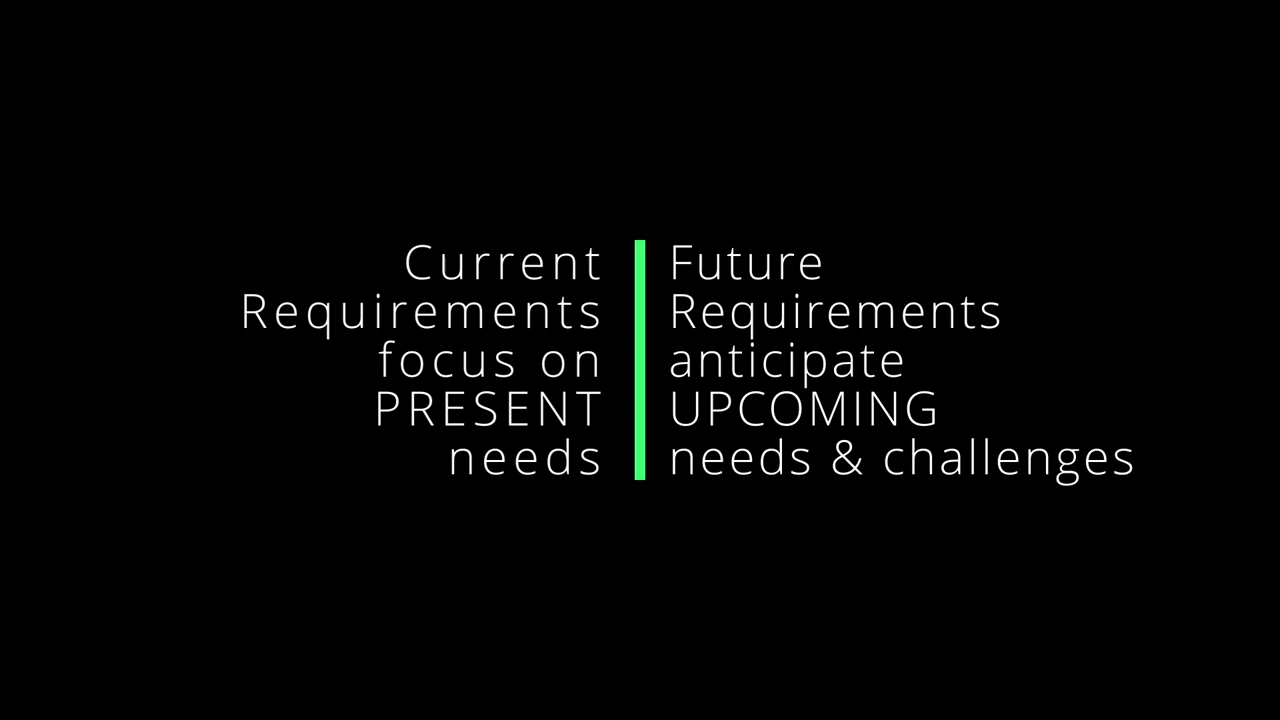 Current
Requirements
focus on
PRESENT
needs
Future
Requirements
anticipate
UPCOMING
needs & challenges